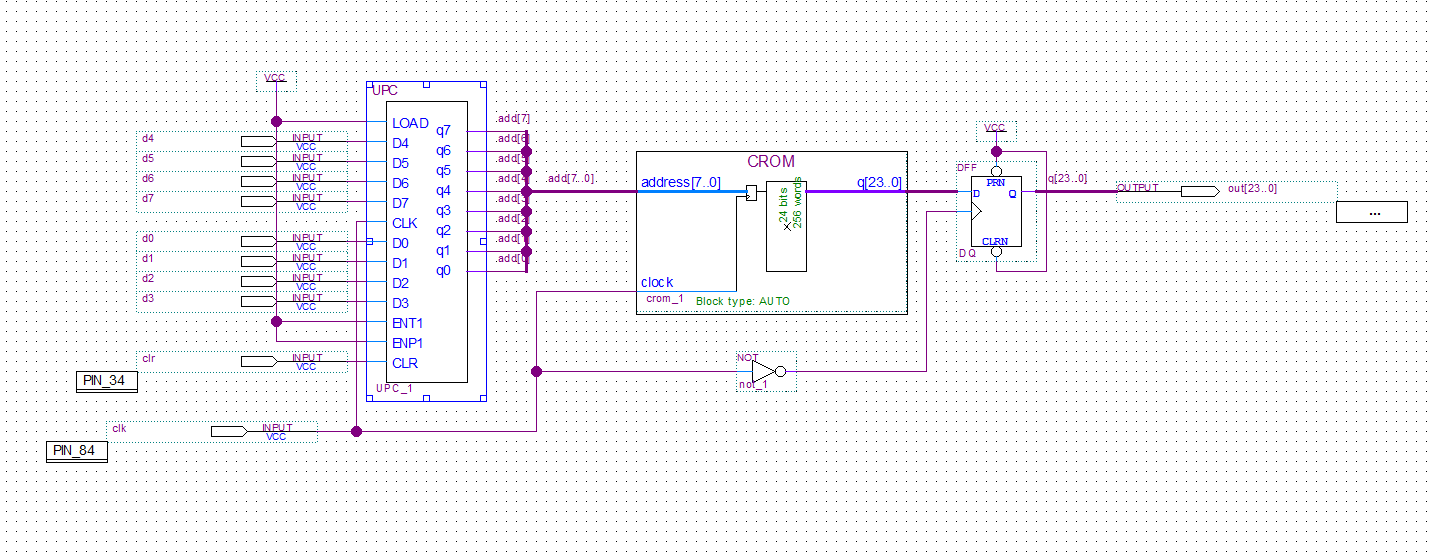 VCC
UPC
LOAD
d4 INPUT VCC D4
d5 INPUT VCC D5
d6 INPUT VCC D6
d7 INPUT VCC D7
CLK
d0 INPUT VCC D0
d1 INPUT VCC D1
d2 INPUT VCC D2
d3 INPUT VCC D3
ENT1
ENP1
clr INPUT VCC CLR
PIN_34
UPC_1
clk INPUT VCC
PIN_84
q7 add[7]
q6
q5
q4
q3
q2
q1
q0
add[7..0]
CROM
address[7..0]
q[23..0]
24 bits
256 words
clock
crom_1
Block type: AUTO
NOT
not_1
VCC
DFF
PRN
D Q
CLRN
DQ
q[23..0]
OUTPUT
out[23..0]
...